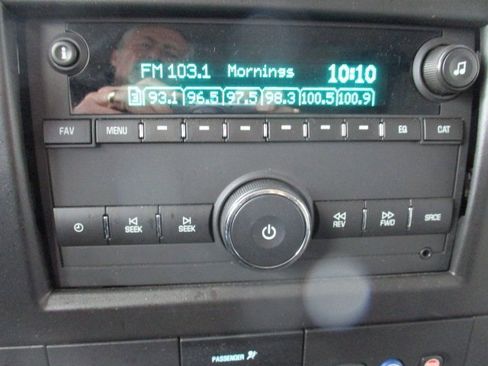 FM 103.1 Mornings 10:10
3 93.1 96.5 97.5 98.3 100.5 100.9
FAV MENU EQ CAT
SEEK SEEK REV FWD SRCE
PASSENGER